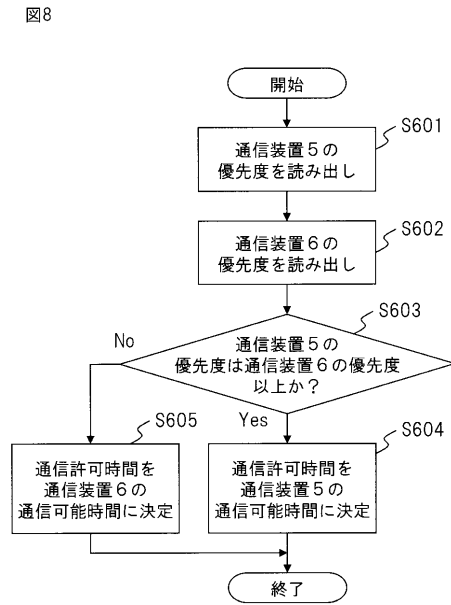 図8
開始
S601
通信装置5の
優先度を読み出し
S602
通信装置6の
優先度を読み出し
S603
通信装置5の
優先度は通信装置6の優先度
以上か?
No
Yes
S605
通信許可時間を
通信装置6の
通信可能時間に決定
S604
通信許可時間を
通信装置5の
通信可能時間に決定
終了